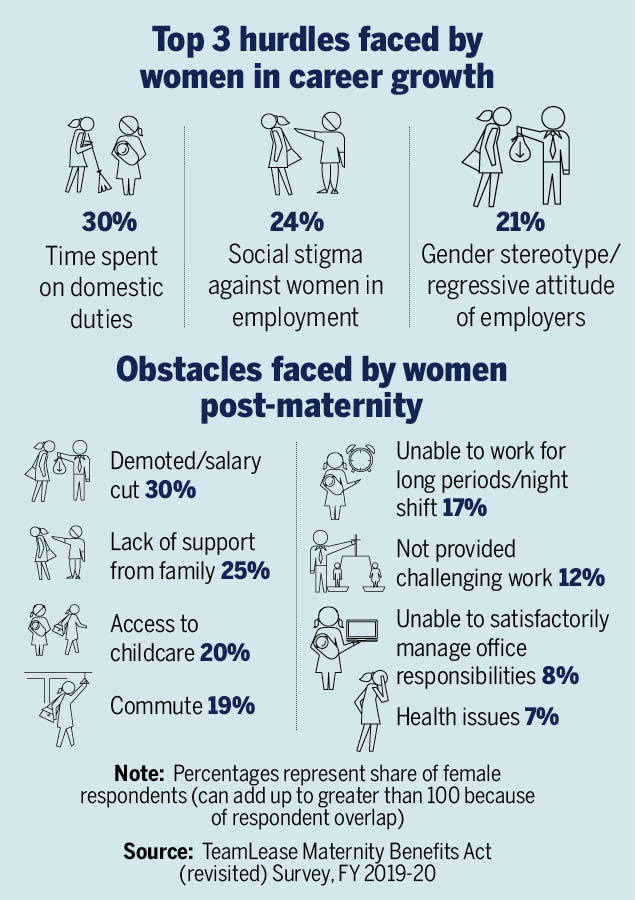 Top 3 hurdles faced by
women in career growth
30%
Time spent
on domestic
duties
24%
Social stigma
against women in
employment
21%
Gender stereotype/
regressive attitude
of employers
Obstacles faced by women
post-maternity
Demoted/salary
cut 30%
Lack of support
from family 25%
Access to
childcare 20%
Commute 19%
Unable to work for
long periods/night
shift 17%
Not provided
challenging work 12%
Unable to satisfactorily
manage office
responsibilities 8%
Health issues 7%
Note: Percentages represent share of female
respondents (can add up to greater than 100 because
of respondent overlap)
Source: TeamLease Maternity Benefits Act
(revisited) Survey, FY 2019-20